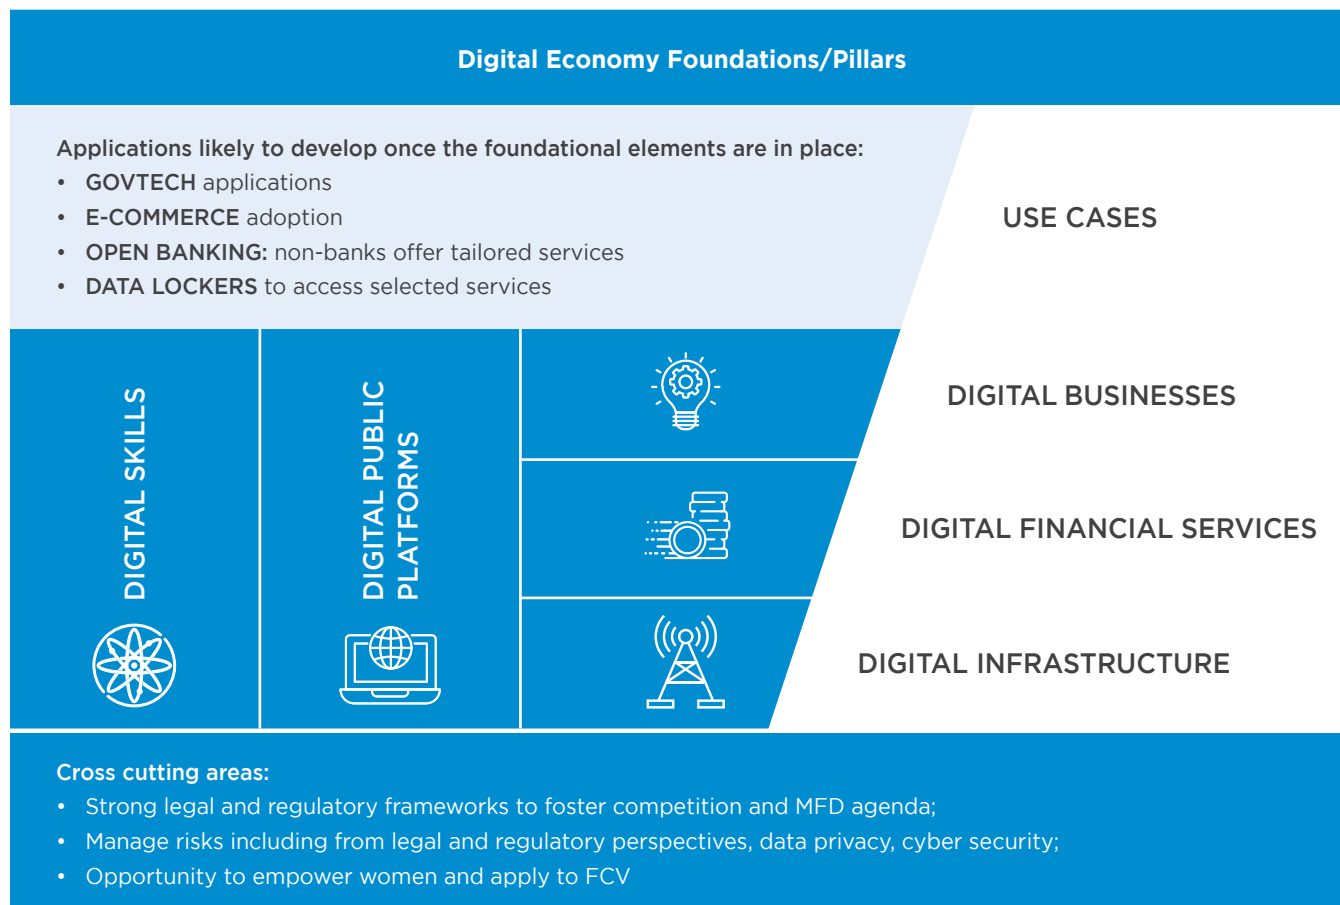 Digital Economy Foundations/Pillars
Applications likely to develop once the foundational elements are in place:
• GOVTECH applications
• E-COMMERCE adoption
• OPEN BANKING: non-banks offer tailored services
• DATA LOCKERS to access selected services
USE CASES
DIGITAL SKILLS
DIGITAL PUBLIC
PLATFORMS
DIGITAL BUSINESSES
DIGITAL FINANCIAL SERVICES
DIGITAL INFRASTRUCTURE
Cross cutting areas:
• Strong legal and regulatory frameworks to foster competition and MFD agenda;
• Manage risks including from legal and regulatory perspectives, data privacy, cyber security;
• Opportunity to empower women and apply to FCV